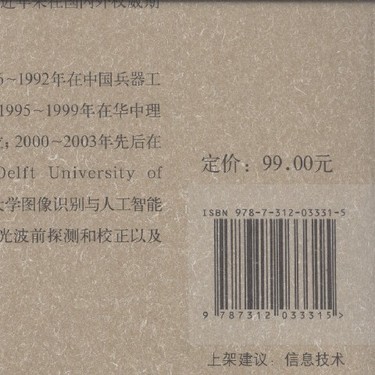 近年来在国内外权威期
~1992年在中国兵器工
1995~1999年在华中理
；2000~2003年先后在
Delft University of
大学图像识别与人工智能
光波前探测和校正以及
定价：99.00元
ISBN 978-7-312-03331-5
9 787312 033315 >
上架建议：信息技术